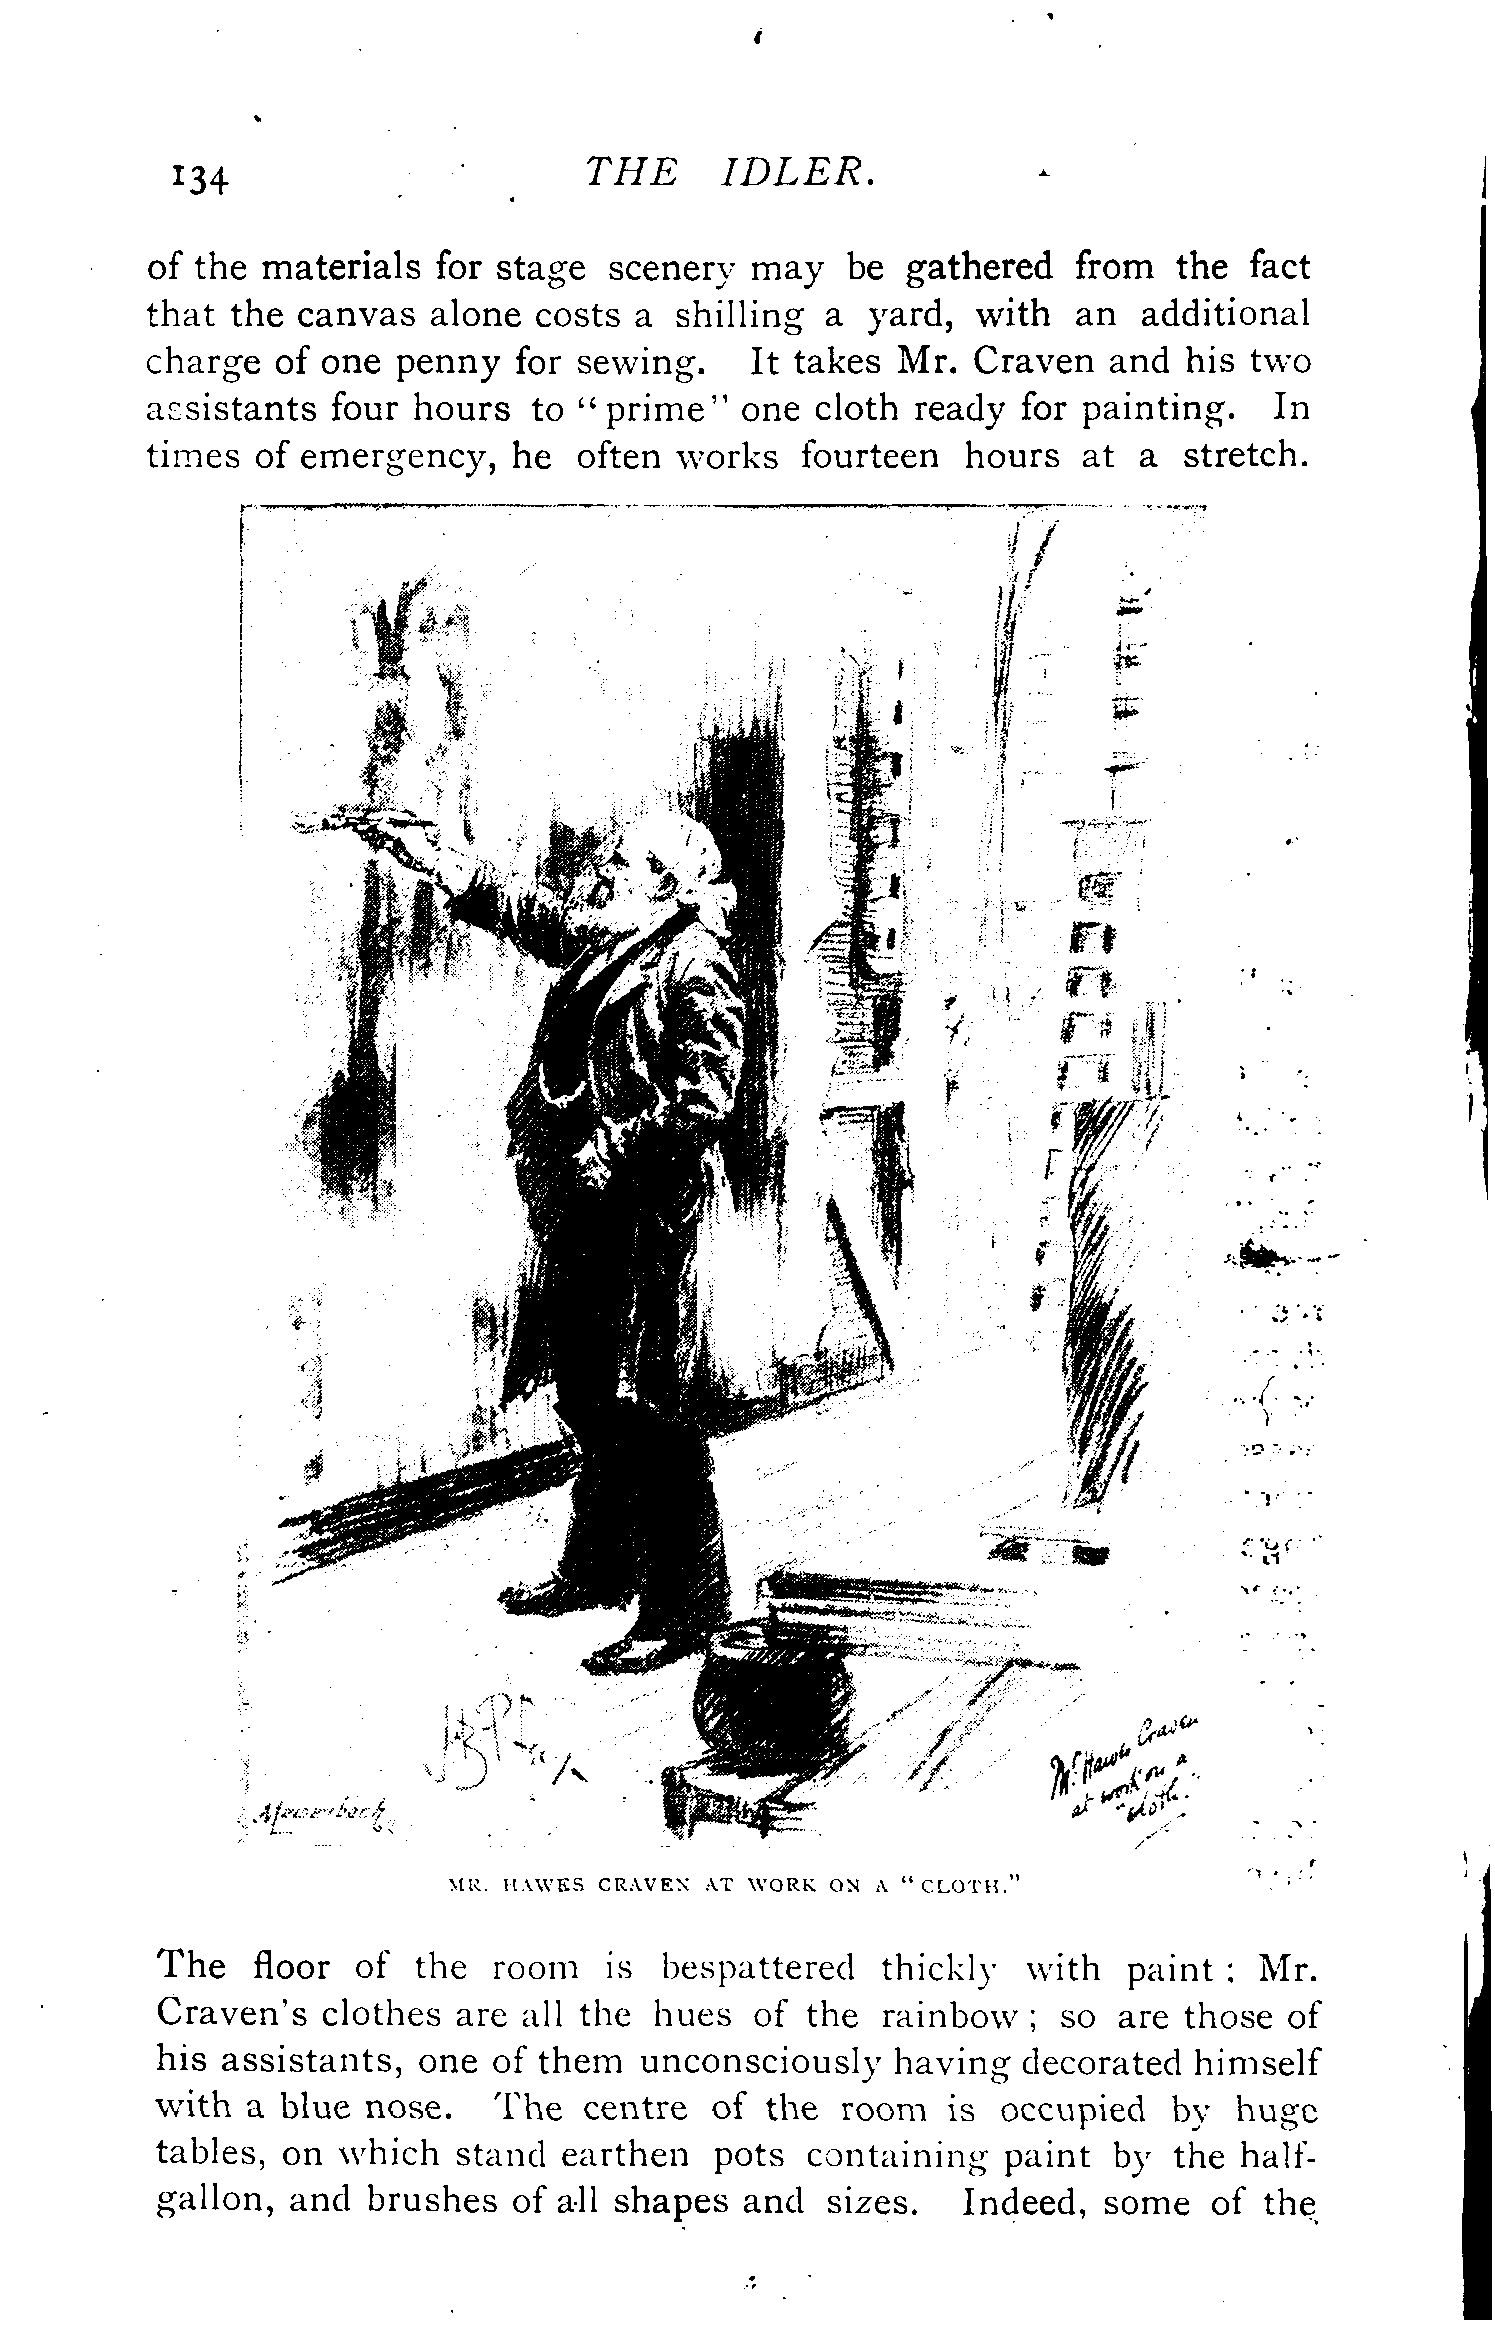 134
THE IDLER.
of the materials for stage scenery may be gathered from the fact
that the canvas alone costs a shilling a yard, with an additional
charge of one penny for sewing. It takes Mr. Craven and his two
assistants four hours to “prime” one cloth ready for painting. In
times of emergency, he often works fourteen hours at a stretch.
Mr. Hawes Craven
at work on a
“cloth”.
MR. HAWES CRAVEN AT WORK ON A “CLOTH.”
The floor of the room is bespattered thickly with paint: Mr.
Craven's clothes are all the hues of the rainbow; so are those of
his assistants, one of them unconsciously having decorated himself
with a blue nose. The centre of the room is occupied by huge
tables, on which stand earthen pots containing paint by the half-
gallon, and brushes of all shapes and sizes. Indeed, some of the